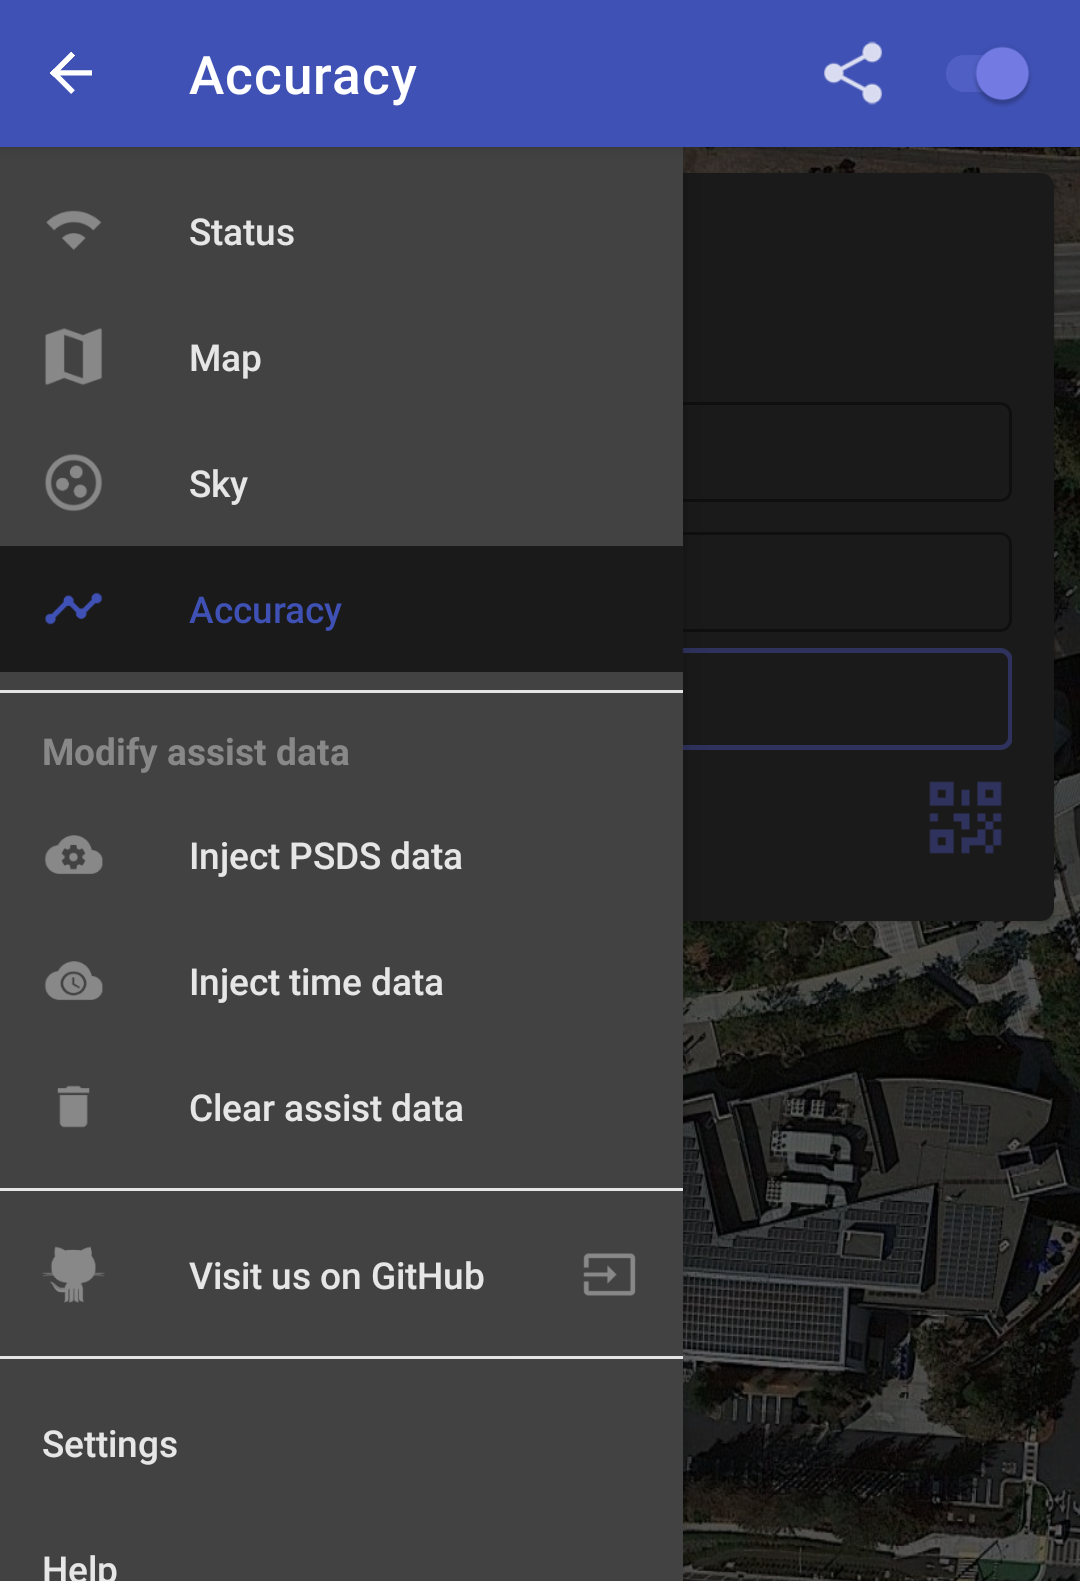 Accuracy
Status
Map
Sky
Accuracy
Modify assist data
Inject PSDS data
Inject time data
Clear assist data
Visit us on GitHub
Settings
Help